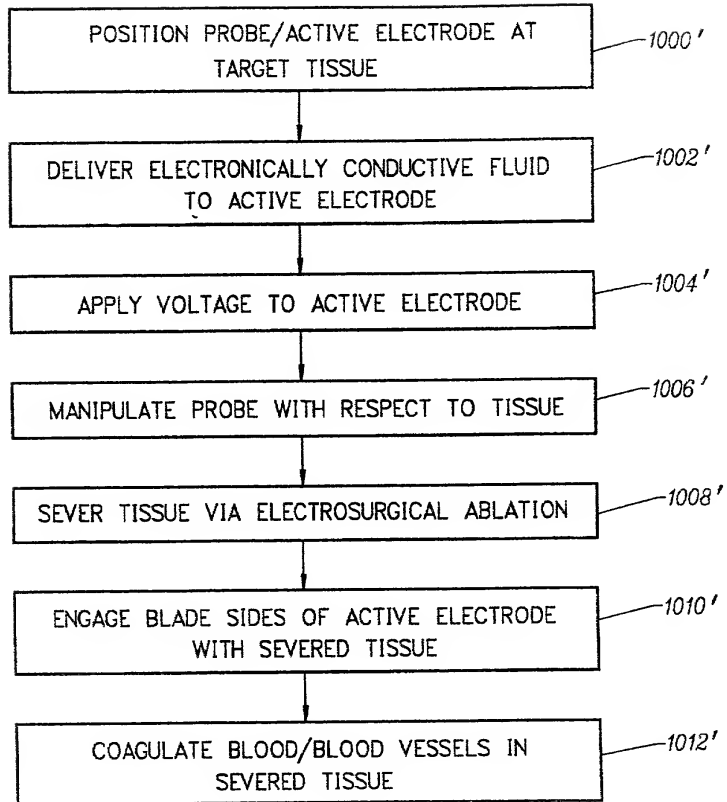 POSITION PROBE/ACTIVE ELECTRODE AT
TARGET TISSUE
1000'
DELIVER ELECTRONICALLY CONDUCTIVE FLUID
TO ACTIVE ELECTRODE
1002'
APPLY VOLTAGE TO ACTIVE ELECTRODE
1004'
MANIPULATE PROBE WITH RESPECT TO TISSUE
1006'
SEVER TISSUE VIA ELECTROSURGICAL ABLATION
1008'
ENGAGE BLADE SIDES OF ACTIVE ELECTRODE
WITH SEVERED TISSUE
1010'
COAGULATE BLOOD/BLOOD VESSELS IN
SEVERED TISSUE
1012'